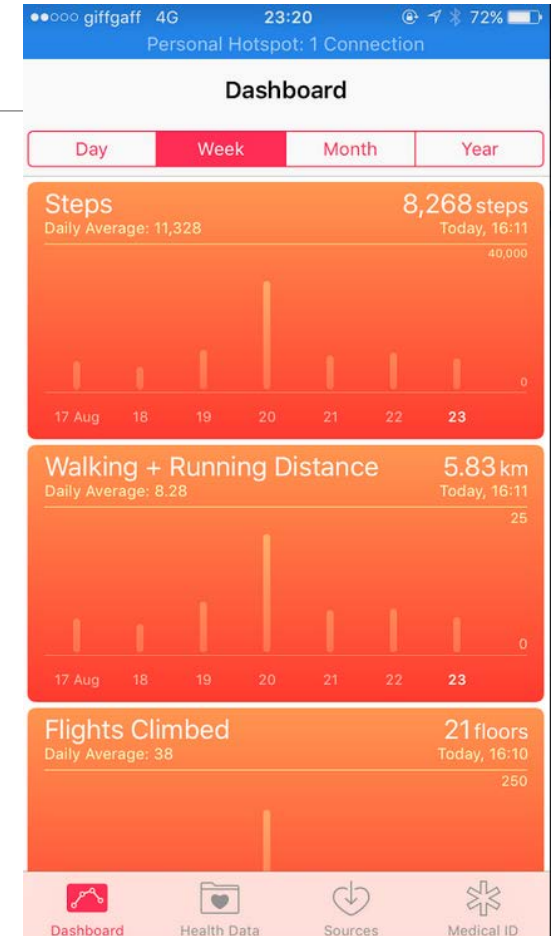 giffgaff 4G 23:20 72%
Personal Hotspot: 1 Connection
Dashboard
Day Week Month Year
Steps 8,268 steps
Daily Average: 11,328 Today, 16:11
40,000
0
17 Aug 18 19 20 21 22 23
Walking + Running Distance 5.83 km
Daily Average: 8.28 Today, 16:11
25
0
17 Aug 18 19 20 21 22 23
Flights Climbed 21 floors
Daily Average: 38 Today, 16:10
250
Dashboard Health Data Sources Medical ID